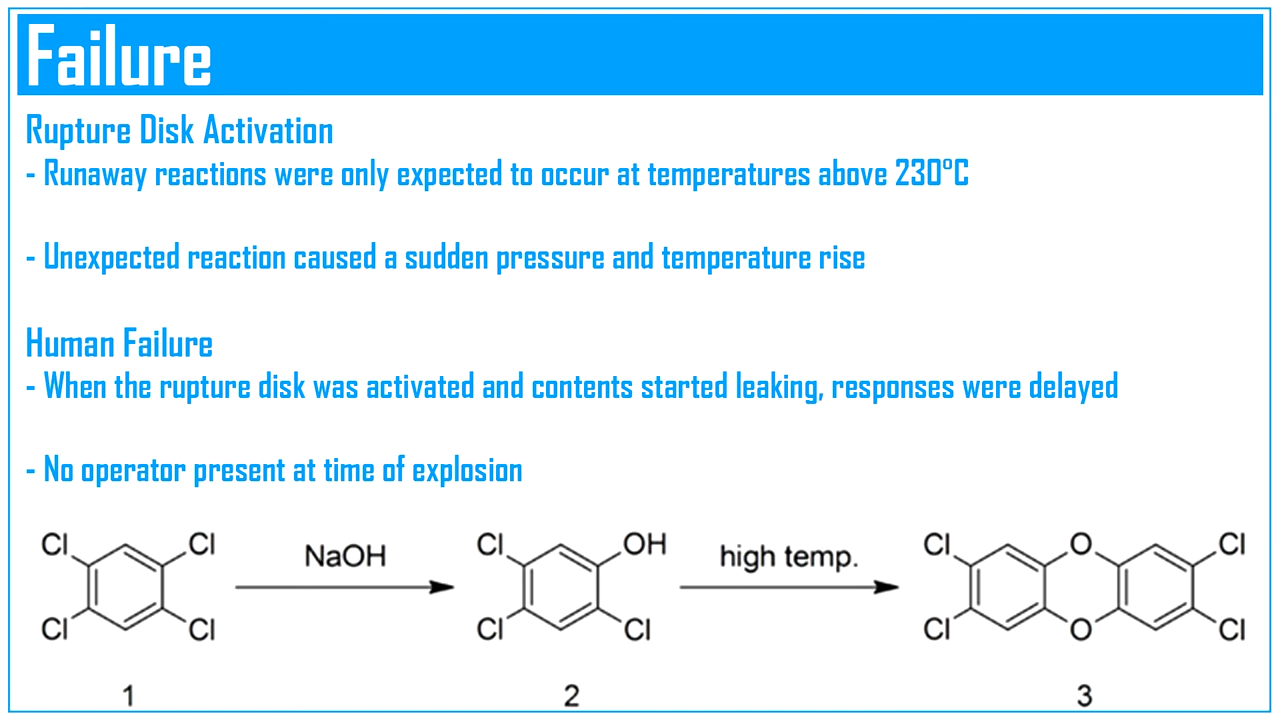 Failure
Rupture Disk Activation
- Runaway reactions were only expected to occur at temperatures above 230°C
- Unexpected reaction caused a sudden pressure and temperature rise
Human Failure
- When the rupture disk was activated and contents started leaking, responses were delayed
- No operator present at time of explosion
Cl Cl NaOH Cl OH high temp. Cl O Cl
Cl Cl Cl Cl Cl O Cl
1 2 3